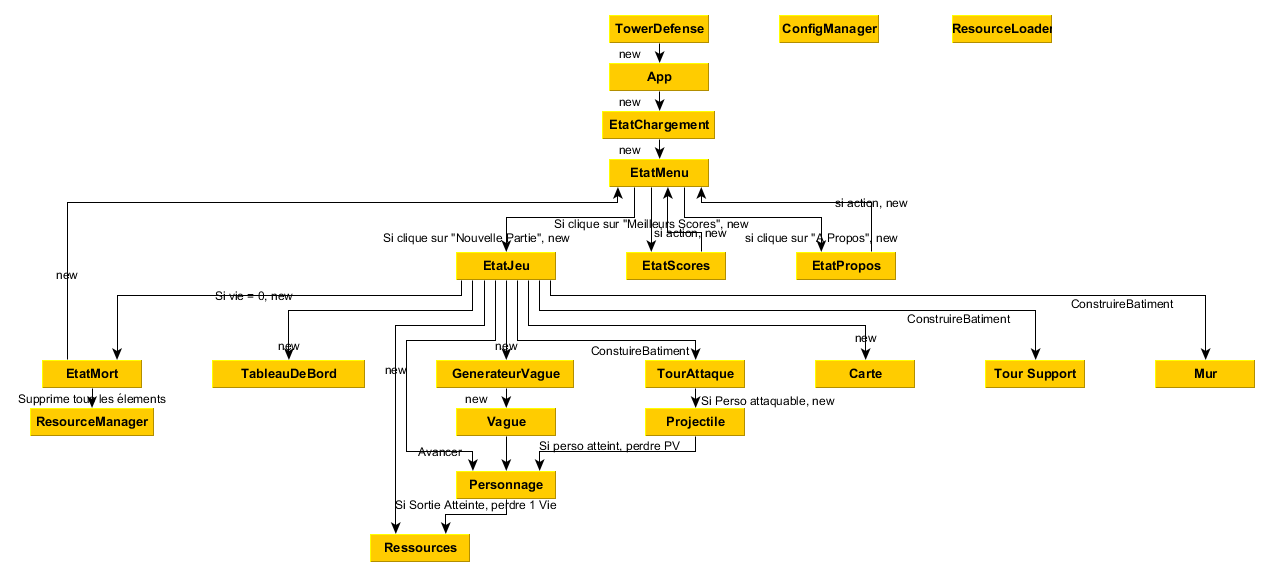 TowerDefense
ConfigManager
ResourceLoader
new
App
new
EtatChargement
new
EtatMenu
si action, new
Si clique sur "Meilleurs Scores", new
si action, new
Si clique sur "Nouvelle Partie", new
si clique sur "A Propos", new
EtatJeu
EtatScores
EtatPropos
new
Si vie = 0, new
ConstruireBatiment
ConstruireBatiment
new
new
new
ConstuireBatiment
new
EtatMort
TableauDeBord
GenerateurVague
TourAttaque
Carte
Tour Support
Mur
Supprime tous les élements
new
Si Perso attaquable, new
ResourceManager
Vague
Projectile
Avancer
Si perso atteint, perdre PV
Personnage
Si Sortie Atteinte, perdre 1 Vie
Ressources